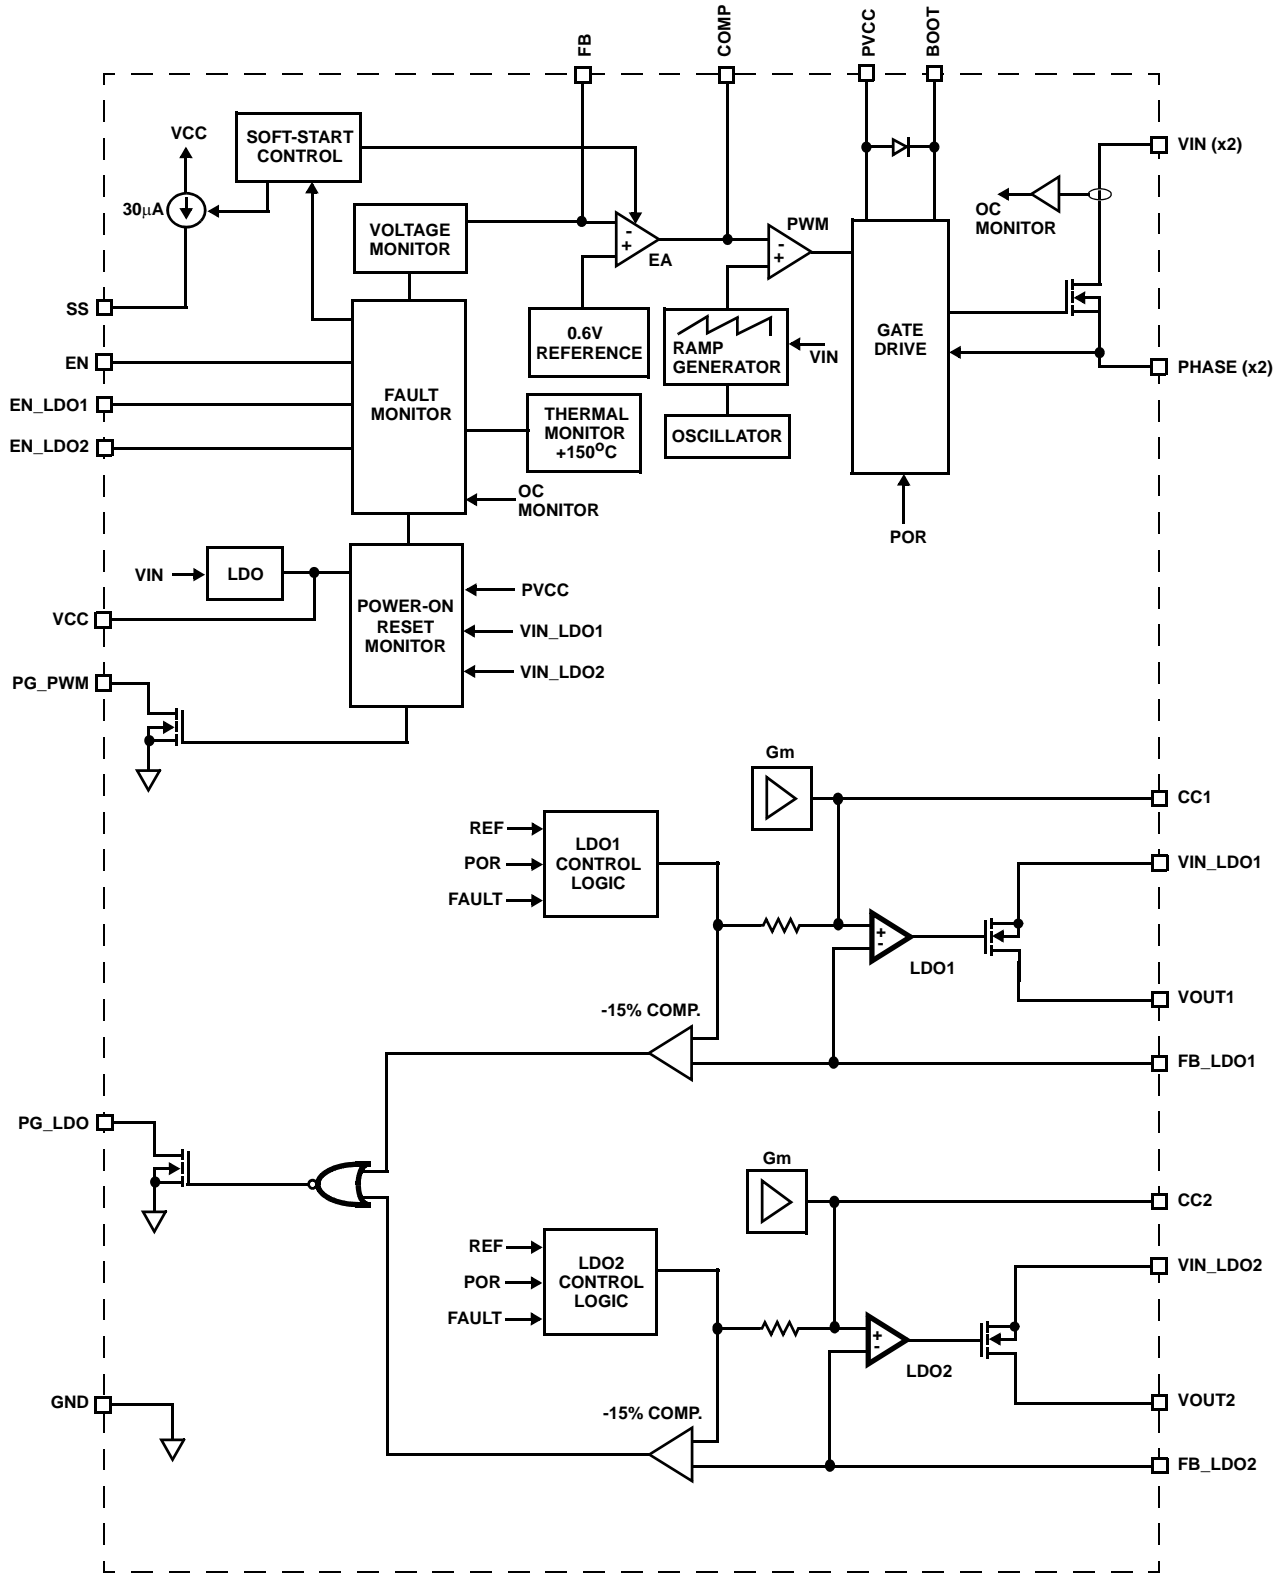 FB
COMP
PVCC
BOOT
VCC
SOFT-START
CONTROL
30µA
VOLTAGE
MONITOR
-
+
EA
PWM
-
+
OC
MONITOR
VIN (x2)
SS
0.6V
REFERENCE
RAMP
GENERATOR
VIN
GATE
DRIVE
EN
PHASE (x2)
EN_LDO1
FAULT
MONITOR
THERMAL
MONITOR
+150°C
OSCILLATOR
EN_LDO2
OC
MONITOR
POR
VIN
LDO
POWER-ON
RESET
MONITOR
PVCC
VIN_LDO1
VIN_LDO2
VCC
PG_PWM
Gm
CC1
REF
POR
FAULT
LDO1
CONTROL
LOGIC
VIN_LDO1
+
-
LDO1
VOUT1
-15% COMP.
FB_LDO1
PG_LDO
Gm
CC2
REF
POR
FAULT
LDO2
CONTROL
LOGIC
VIN_LDO2
+
-
LDO2
GND
VOUT2
-15% COMP.
FB_LDO2